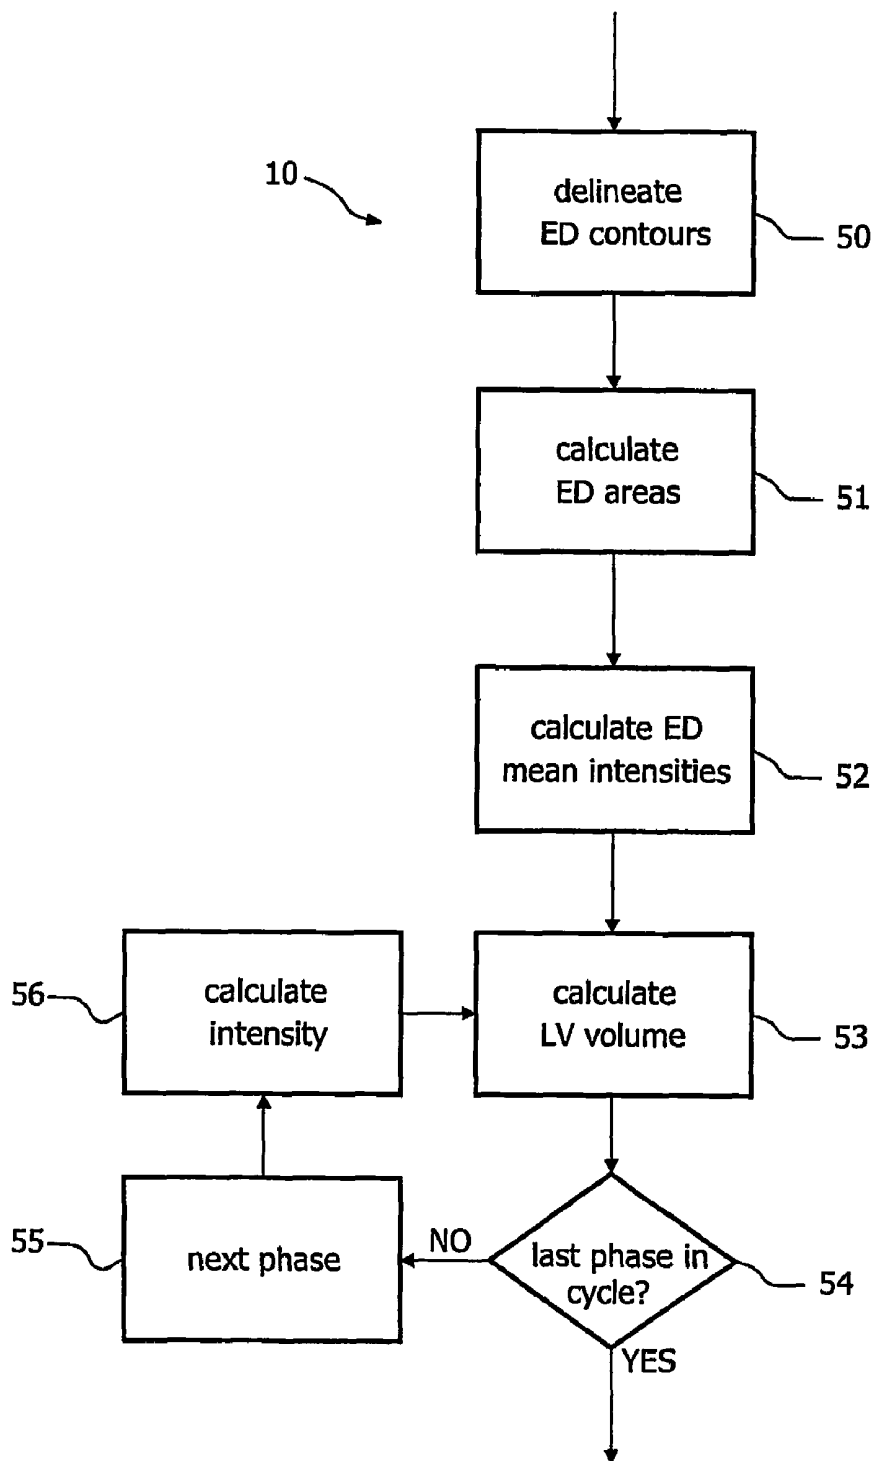 10
delineate
ED contours
50
calculate
ED areas
51
calculate ED
mean intensities
52
56
calculate
intensity
calculate
LV volume
53
55
next phase
NO
last phase in
cycle?
54
YES